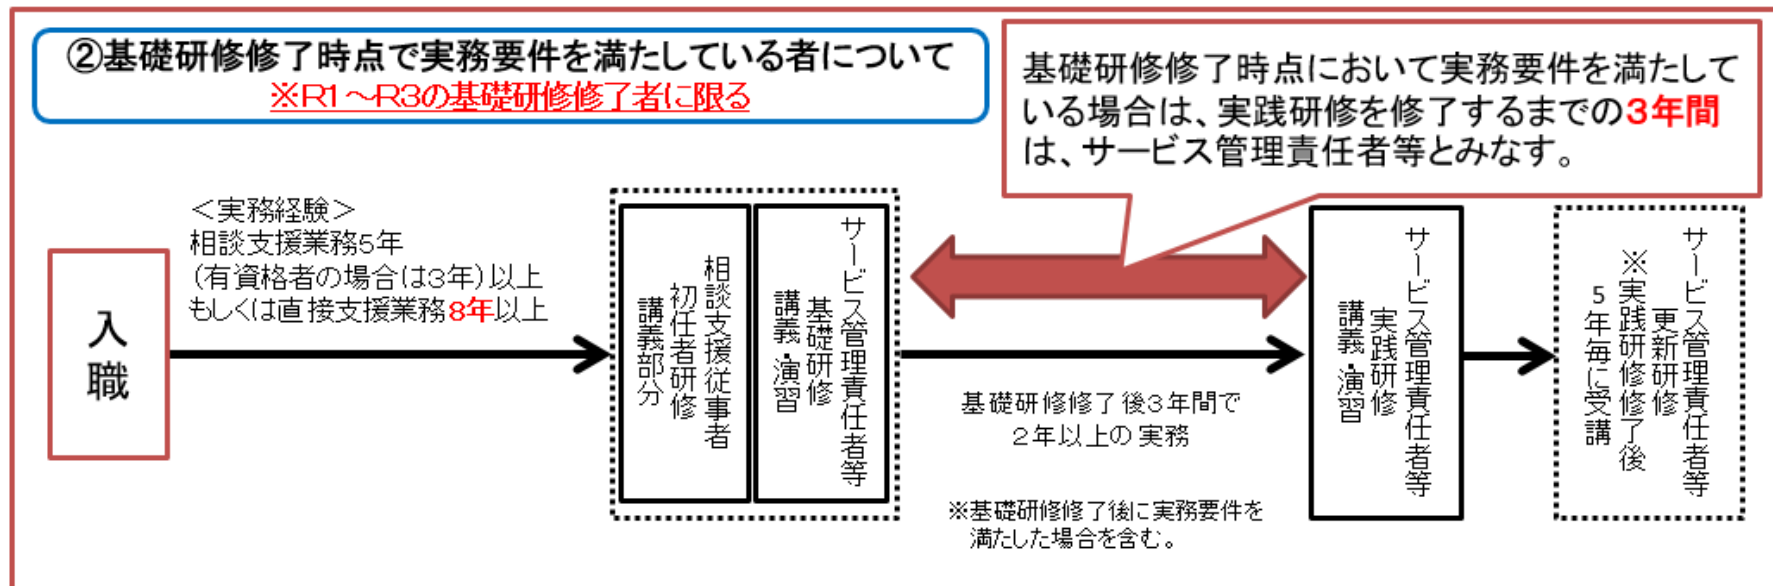 ②基礎研修修了時点で実務要件を満たしている者について
※R1～R3の基礎研修修了者に限る
基礎研修修了時点において実務要件を満たして
いる場合は、実践研修を修了するまでの3年間
は、サービス管理責任者等とみなす。
入
職
＜実務経験＞
相談支援業務5年
(有資格者の場合は3年)以上
もしくは直接支援業務8年以上
相談支援従事者
初任者研修
講義部分
サービス管理責任者等
基礎研修
講義・演習
基礎研修修了後3年間で
2年以上の実務
※基礎研修修了後に実務要件を
満たした場合を含む。
サービス管理責任者等
実践研修
講義・演習
サービス管理責任者等
更新研修
※実践研修修了後
5年毎に受講